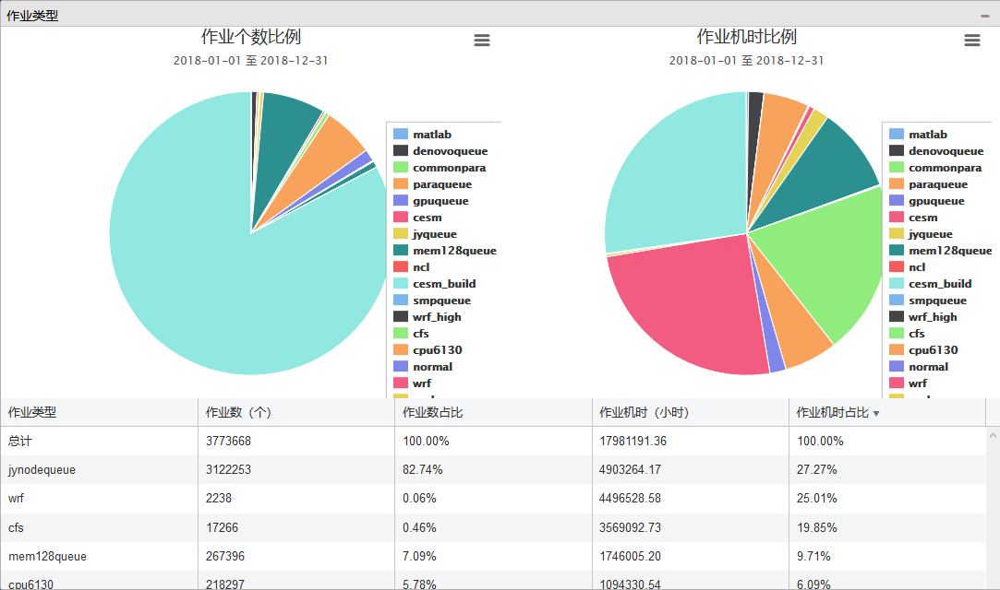 作业类型
作业个数比例
2018-01-01 至 2018-12-31
matlab
denovoqueue
commonpara
paraqueue
gpuqueue
cesm
jyqueue
mem128queue
ncl
cesm_build
smpqueue
wrf_high
cfs
cpu6130
normal
wrf
作业机时比例
2018-01-01 至 2018-12-31
matlab
denovoqueue
commonpara
paraqueue
gpuqueue
cesm
jyqueue
mem128queue
ncl
cesm_build
smpqueue
wrf_high
cfs
cpu6130
normal
wrf
作业类型 作业数（个） 作业数占比 作业机时（小时） 作业机时占比 ▼
总计 3773668 100.00% 17981191.36 100.00%
jynodequeue 3122253 82.74% 4903264.17 27.27%
wrf 2238 0.06% 4496528.58 25.01%
cfs 17266 0.46% 3569092.73 19.85%
mem128queue 267396 7.09% 1746005.20 9.71%
cpu6130 218297 5.78% 1094330.54 6.09%